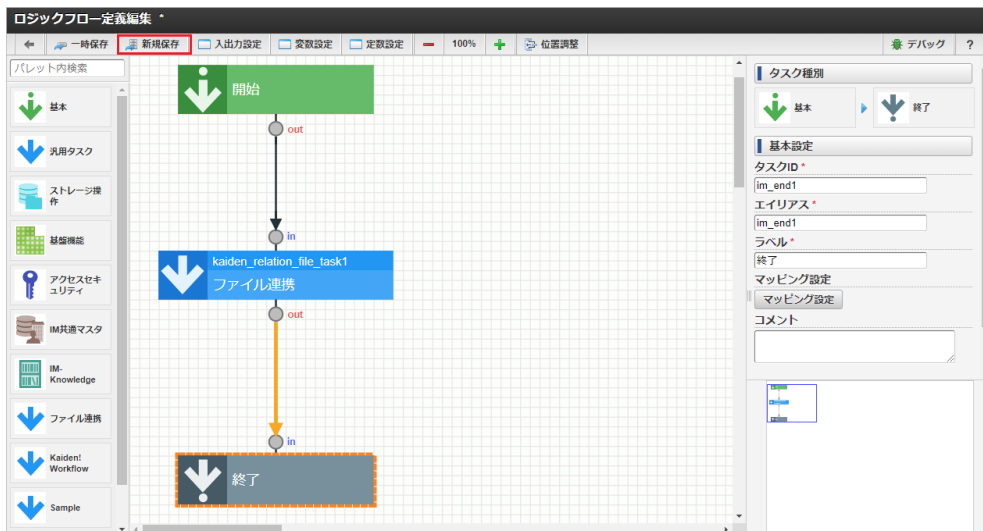 ロジックフロー定義編集 *
一時保存 新規保存 入出力設定 変数設定 定数設定 100% 位置調整 デバッグ ?
パレット内検索
基本
汎用タスク
ストレージ操
作
基盤機能
アクセスセキ
ュリティ
IM共通マスタ
IM-
Knowledge
ファイル連携
Kaiden!
Workflow
Sample
開始
out
in
kaiden_relation_file_task1
ファイル連携
out
in
終了
タスク種別
基本 終了
基本設定
タスクID *
im_end1
エイリアス *
im_end1
ラベル *
終了
マッピング設定
マッピング設定
コメント